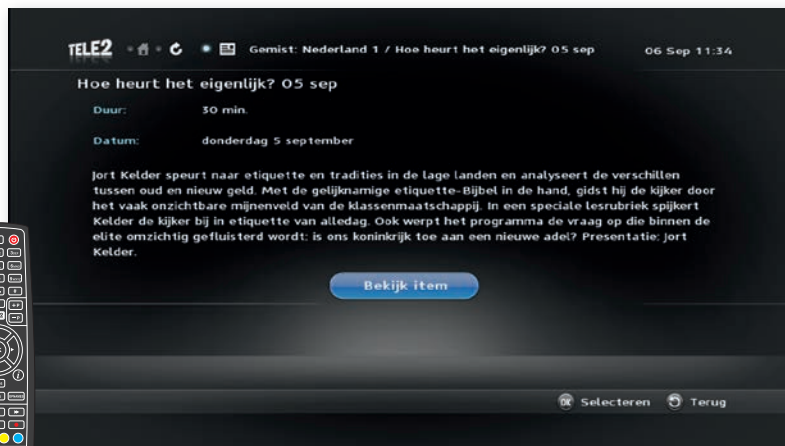 TELE2 Gemist: Nederland 1 / Hoe heurt het eigenlijk? 05 sep 06 Sep 11:34
Hoe heurt het eigenlijk? 05 sep
Duur: 30 min.
Datum: donderdag 5 september
Jort Kelder speurt naar etiquette en tradities in de lage landen en analyseert de verschillen
tussen oud en nieuw geld. Met de gelijknamige etiquette-Bijbel in de hand, gidst hij de kijker door
het vaak onzichtbare mijnenveld van de klassenmaatschappij. In een speciale lesrubriek spijkert
Kelder de kijker bij in etiquette van alledag. Ook werpt het programma de vraag op die binnen de
elite omzichtig gefluisterd wordt: is ons koninkrijk toe aan een nieuwe adel? Presentatie: Jort
Kelder.
Bekijk item
OK Selecteren Terug